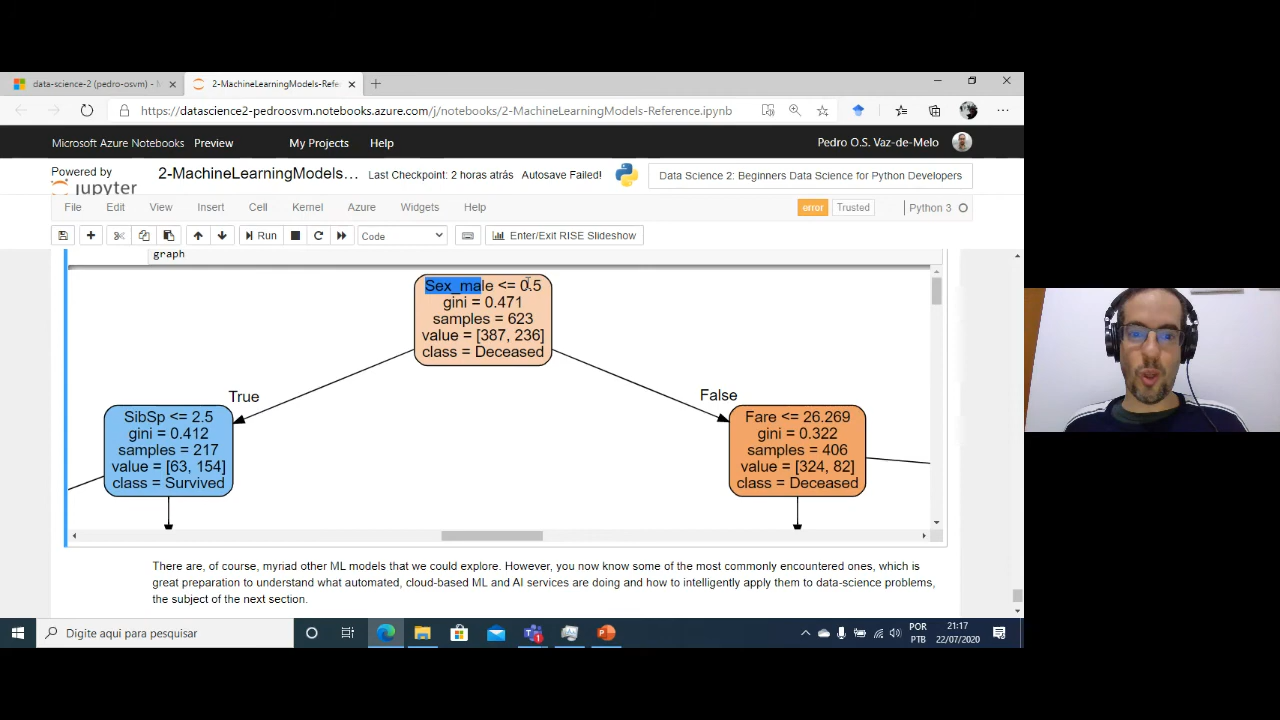 data-science-2 (pedro-osvm) -
2-MachineLearningModels-Refe
https://datascience2-pedroosvm.notebooks.azure.com/j/notebooks/2-MachineLearningModels-Reference.ipynb
Microsoft Azure Notebooks Preview My Projects Help Pedro O.S. Vaz-de-Melo
Powered by
jupyter 2-MachineLearningModels... Last Checkpoint: 2 horas atrás Autosave Failed! Data Science 2: Beginners Data Science for Python Developers
File Edit View Insert Cell Kernel Azure Widgets Help error Trusted Python 3
Run Code Enter/Exit RISE Slideshow
graph
Sex_male <= 0.5
gini = 0.471
samples = 623
value = [387, 236]
class = Deceased
True
False
SibSp <= 2.5
gini = 0.412
samples = 217
value = [63, 154]
class = Survived
Fare <= 26.269
gini = 0.322
samples = 406
value = [324, 82]
class = Deceased
There are, of course, myriad other ML models that we could explore. However, you now know some of the most commonly encountered ones, which is
great preparation to understand what automated, cloud-based ML and AI services are doing and how to intelligently apply them to data-science problems,
the subject of the next section.
Digite aqui para pesquisar
POR
PTB
21:17
22/07/2020